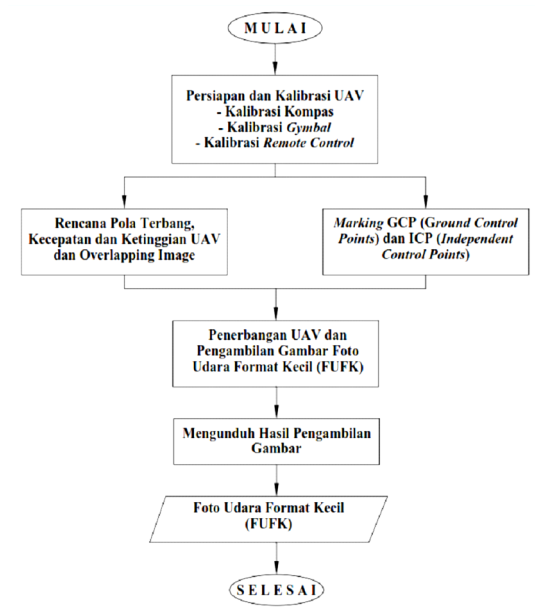 M U L A I
Persiapan dan Kalibrasi UAV
- Kalibrasi Kompas
- Kalibrasi Gymbal
- Kalibrasi Remote Control
Rencana Pola Terbang,
Kecepatan dan Ketinggian UAV
dan Overlapping Image
Marking GCP (Ground Control
Points) dan ICP (Independent
Control Points)
Penerbangan UAV dan
Pengambilan Gambar Foto
Udara Format Kecil (FUFK)
Mengunduh Hasil Pengambilan
Gambar
Foto Udara Format Kecil
(FUFK)
S E L E S A I